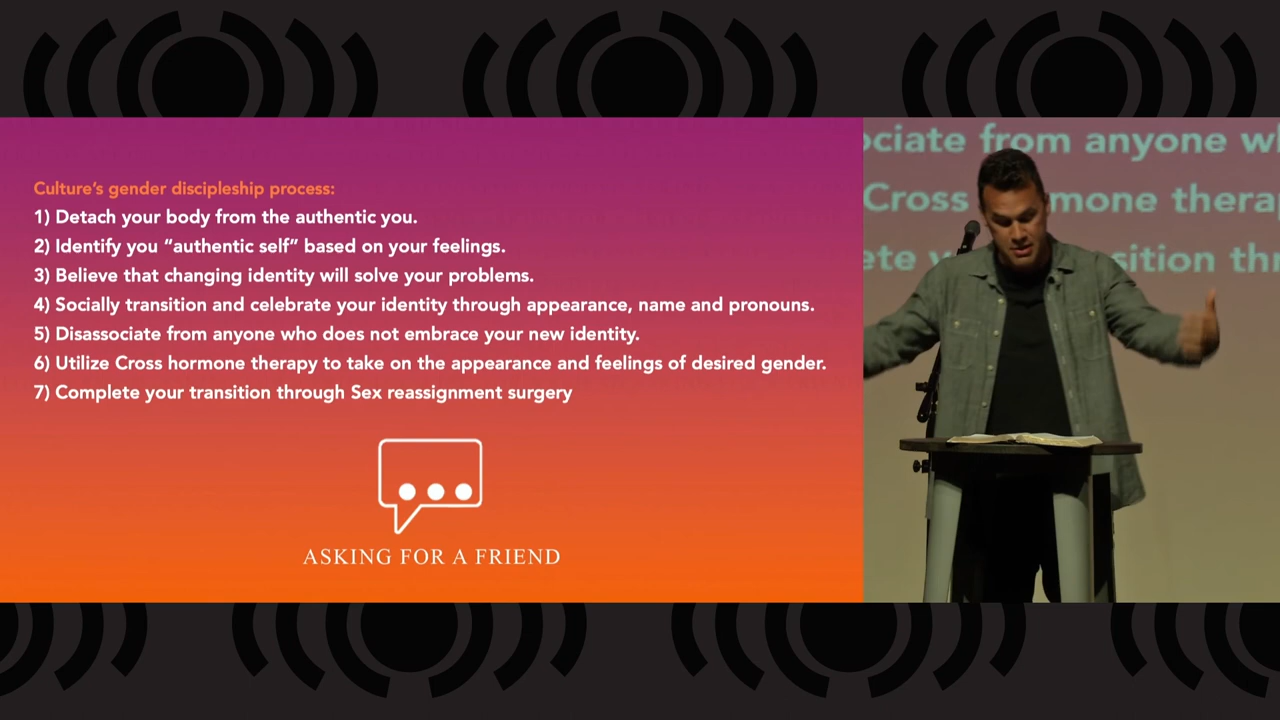 Culture's gender discipleship process:
1) Detach your body from the authentic you.
2) Identify you “authentic self” based on your feelings.
3) Believe that changing identity will solve your problems.
4) Socially transition and celebrate your identity through appearance, name and pronouns.
5) Disassociate from anyone who does not embrace your new identity.
6) Utilize Cross hormone therapy to take on the appearance and feelings of desired gender.
7) Complete your transition through Sex reassignment surgery
ASKING FOR A FRIEND
ciate from anyone wh
Cross mone thera
ete sition thr